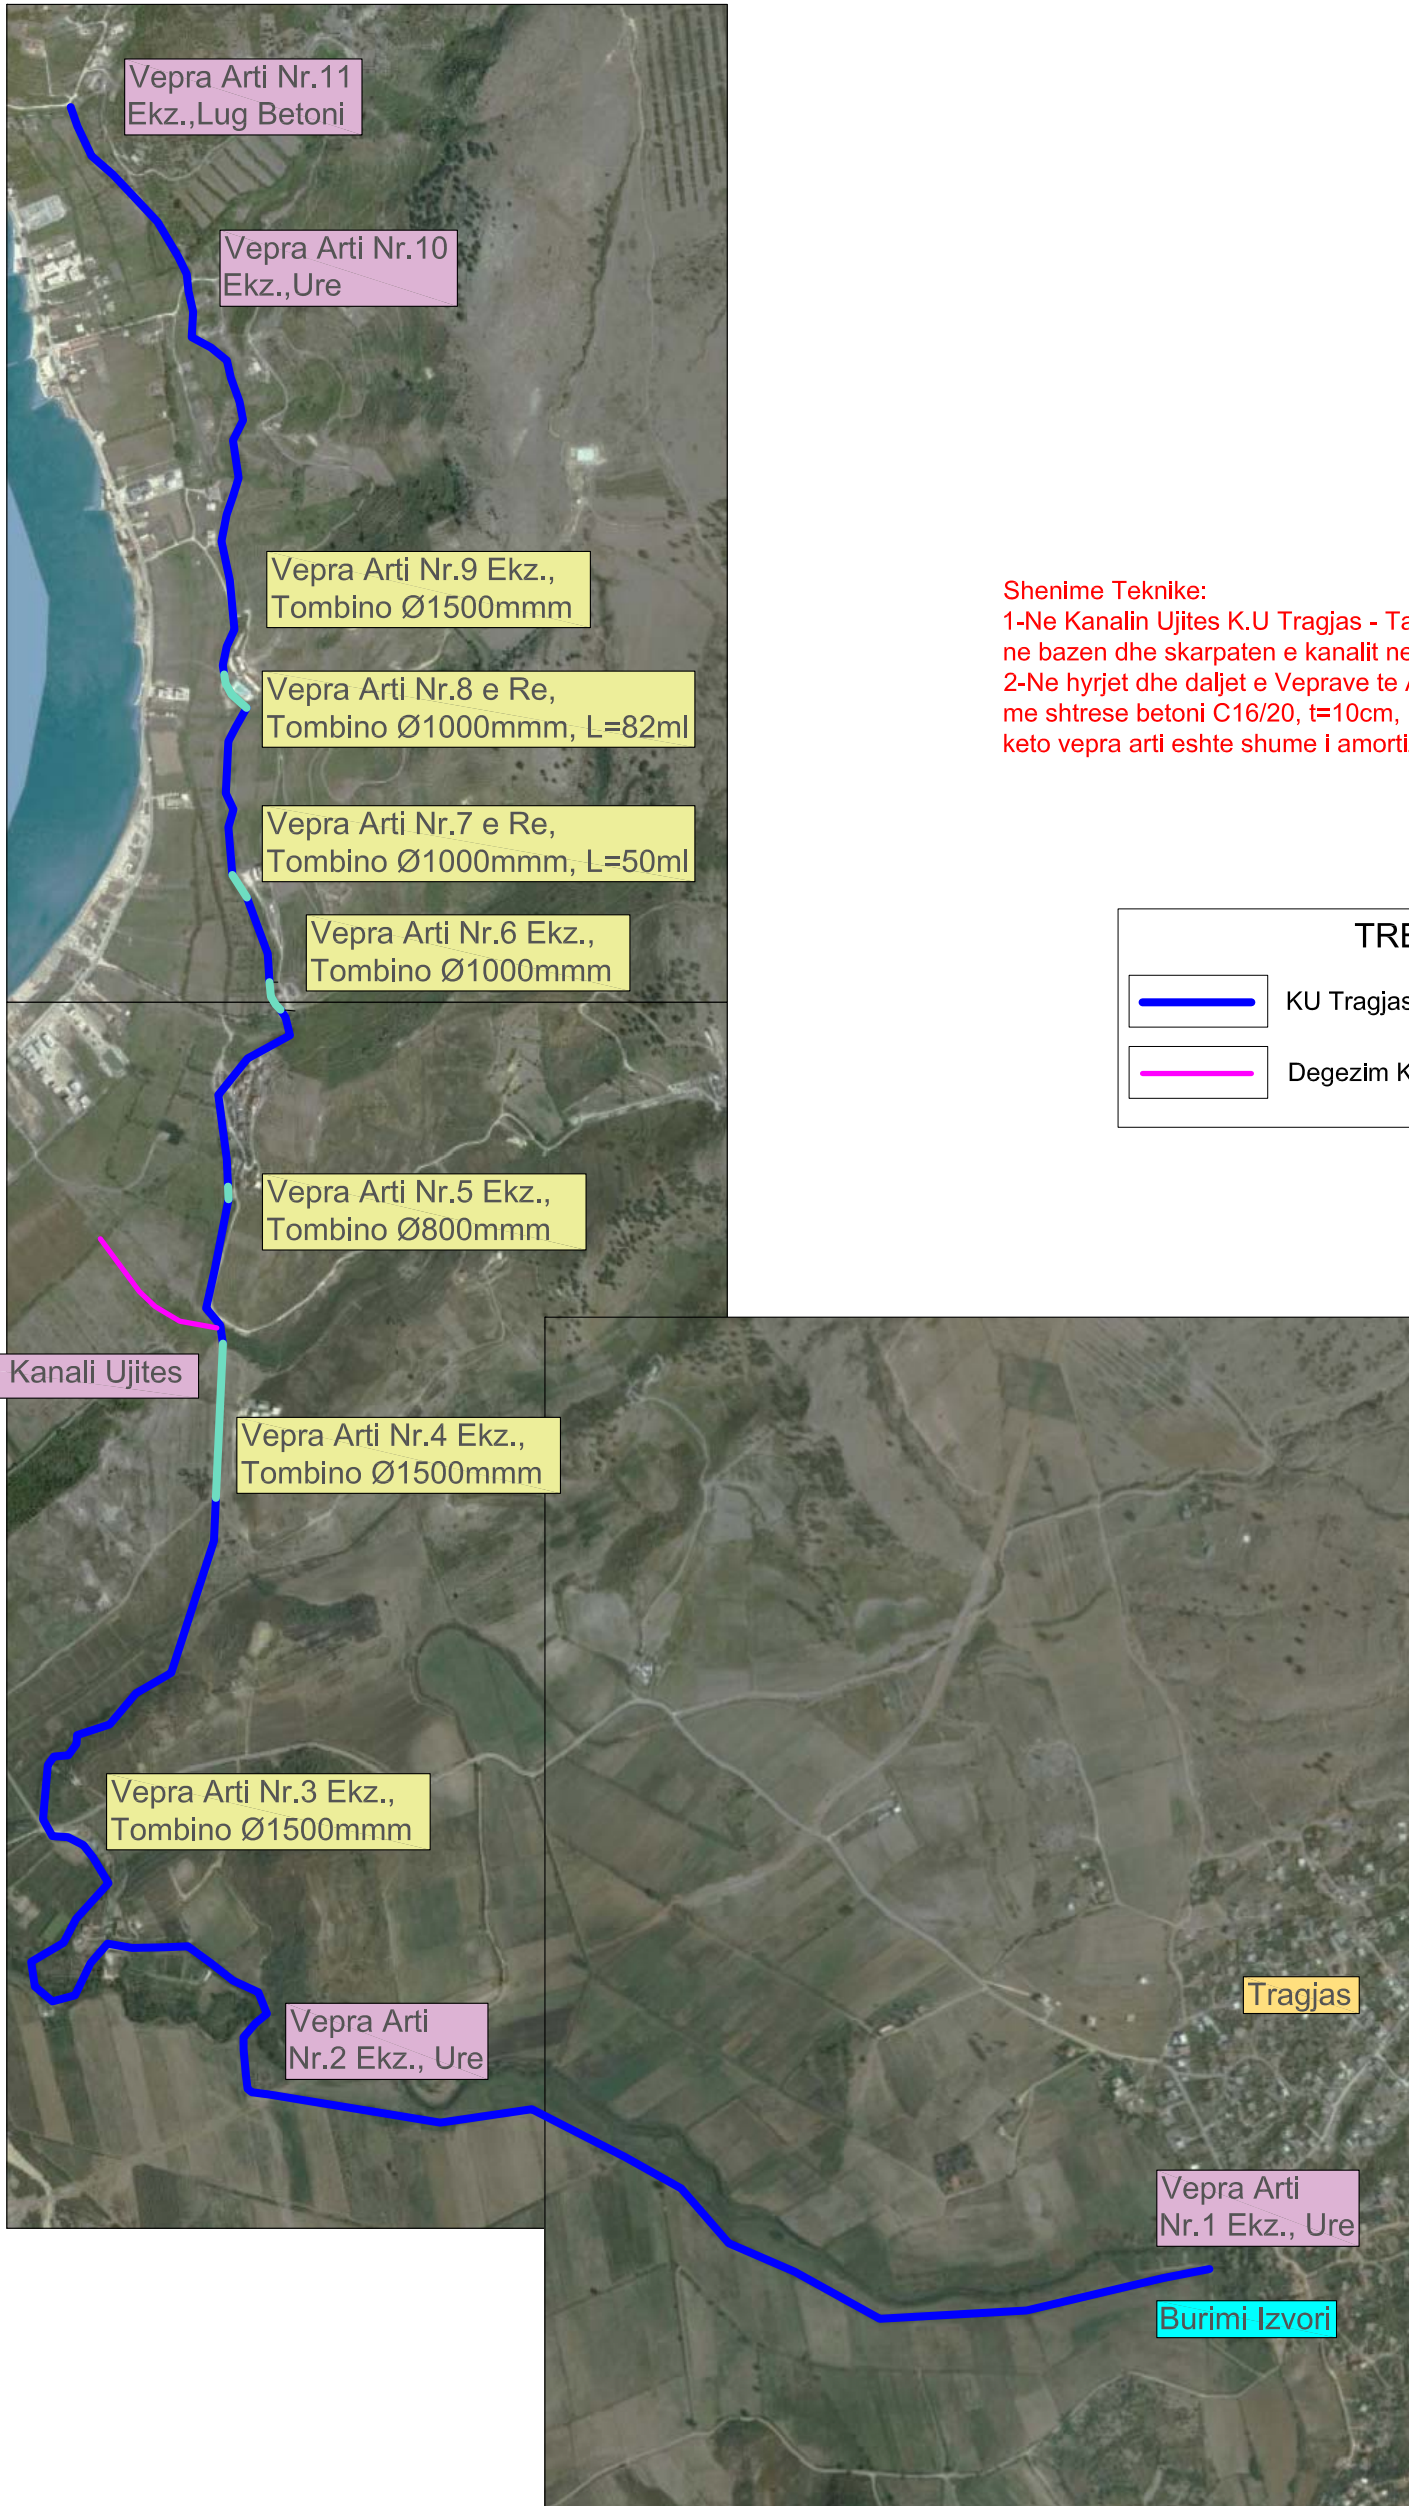 Vepra Arti Nr.11
Ekz.,Lug Betoni
Vepra Arti Nr.10
Ekz.,Ure
Vepra Arti Nr.9 Ekz.,
Tombino Ø1500mmm
Vepra Arti Nr.8 e Re,
Tombino Ø1000mmm, L=82ml
Vepra Arti Nr.7 e Re,
Tombino Ø1000mmm, L=50ml
Vepra Arti Nr.6 Ekz.,
Tombino Ø1000mmm
Vepra Arti Nr.5 Ekz.,
Tombino Ø800mmm
Kanali Ujites
Vepra Arti Nr.4 Ekz.,
Tombino Ø1500mmm
Vepra Arti Nr.3 Ekz.,
Tombino Ø1500mmm
Vepra Arti
Nr.2 Ekz., Ure
Tragjas
Vepra Arti
Nr.1 Ekz., Ure
Burimi Izvori
Shenime Teknike:
1-Ne Kanalin Ujites K.U Tragjas - Ta
ne bazen dhe skarpaten e kanalit ne
2-Ne hyrjet dhe daljet e Veprave te
me shtrese betoni C16/20, t=10cm,
keto vepra arti eshte shume i amorti
TRE
KU Tragjas
Degezim K